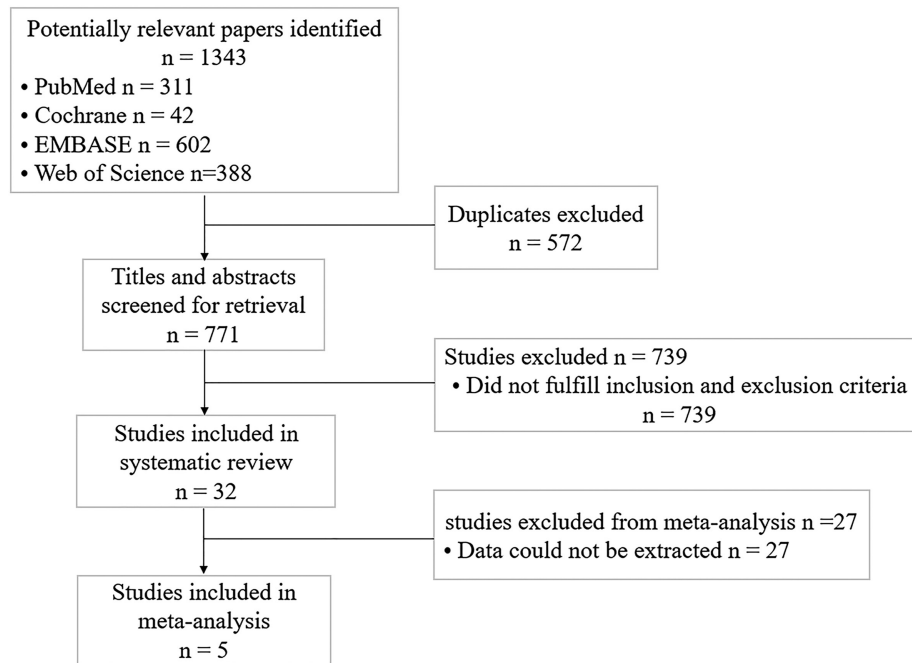 Potentially relevant papers identified
n = 1343
• PubMed n = 311
• Cochrane n = 42
• EMBASE n = 602
• Web of Science n=388
Duplicates excluded
n = 572
Titles and abstracts
screened for retrieval
n = 771
Studies excluded n = 739
• Did not fulfill inclusion and exclusion criteria
n = 739
Studies included in
systematic review
n = 32
studies excluded from meta-analysis n =27
• Data could not be extracted n = 27
Studies included in
meta-analysis
n = 5